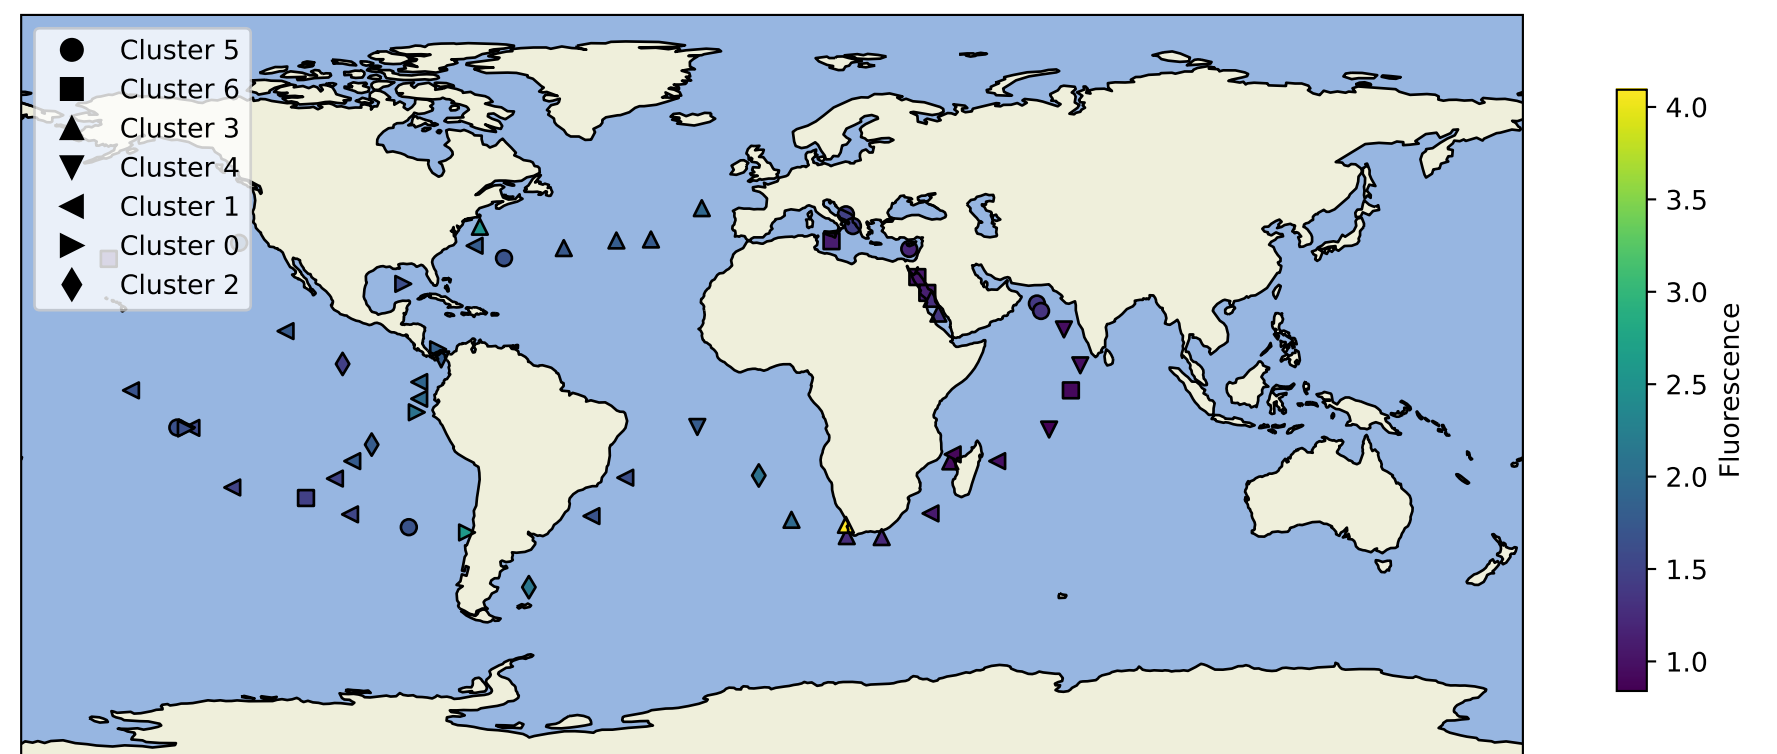 Cluster 5
Cluster 6
Cluster 3
Cluster 4
Cluster 1
Cluster 0
Cluster 2
4.0
3.5
3.0
2.5
2.0
1.5
1.0
Fluorescence